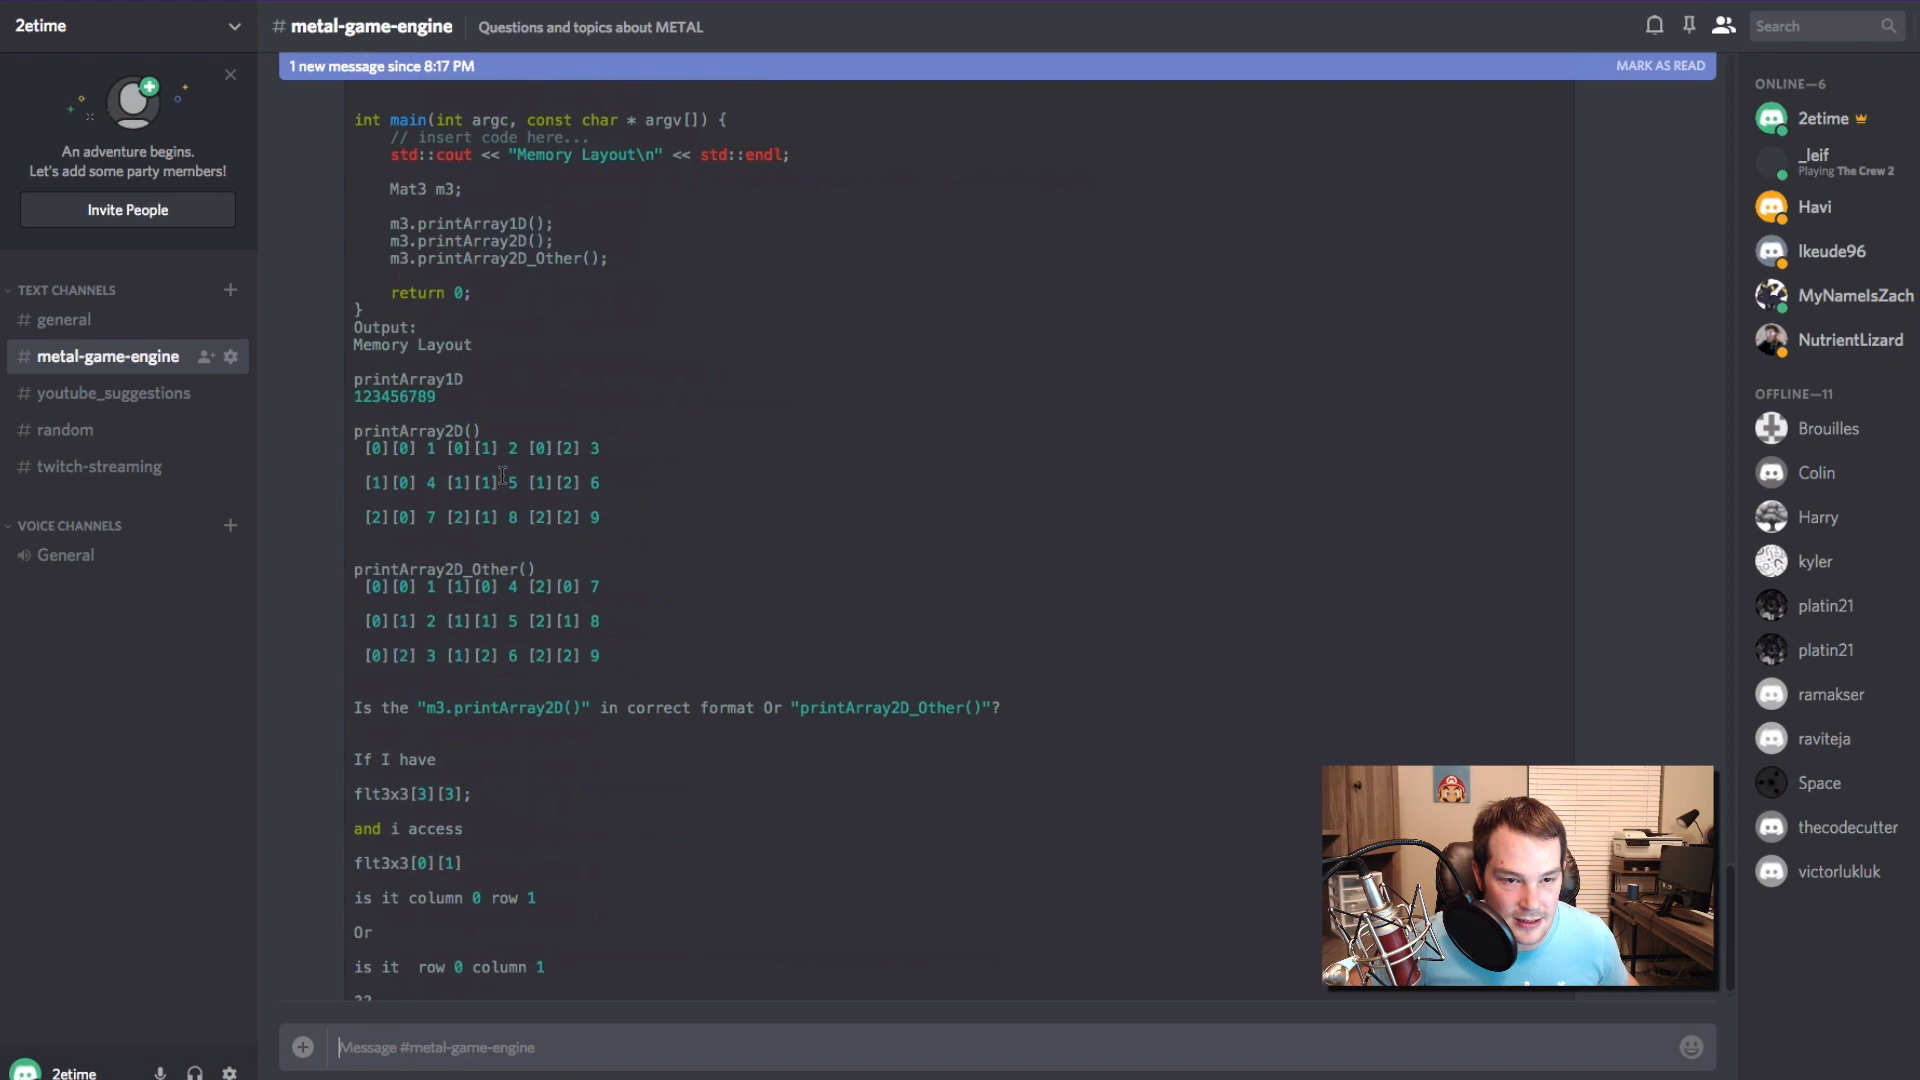 2etime
# metal-game-engine
Questions and topics about METAL
Search
1 new message since 8:17 PM
MARK AS READ
An adventure begins.
Let's add some party members!
Invite People
TEXT CHANNELS
# general
# metal-game-engine
# youtube_suggestions
# random
# twitch-streaming
VOICE CHANNELS
General
2etime
int main(int argc, const char * argv[]) {
// insert code here...
std::cout << "Memory Layout\n" << std::endl;
Mat3 m3;
m3.printArray1D();
m3.printArray2D();
m3.printArray2D_Other();
return 0;
}
Output:
Memory Layout
printArray1D
123456789
printArray2D()
[0][0] 1 [0][1] 2 [0][2] 3
[1][0] 4 [1][1] 5 [1][2] 6
[2][0] 7 [2][1] 8 [2][2] 9
printArray2D_Other()
[0][0] 1 [1][0] 4 [2][0] 7
[0][1] 2 [1][1] 5 [2][1] 8
[0][2] 3 [1][2] 6 [2][2] 9
Is the "m3.printArray2D()" in correct format Or "printArray2D_Other()"?
If I have
flt3x3[3][3];
and i access
flt3x3[0][1]
is it column 0 row 1
Or
is it row 0 column 1
??
Message #metal-game-engine
ONLINE—6
2etime
_leif
Playing The Crew 2
Havi
MyNameIsZach
NutrientLizard
OFFLINE—11
Brouilles
Colin
Harry
kyler
platin21
platin21
ramakser
raviteja
Space
thecodecutter
victorlukluk